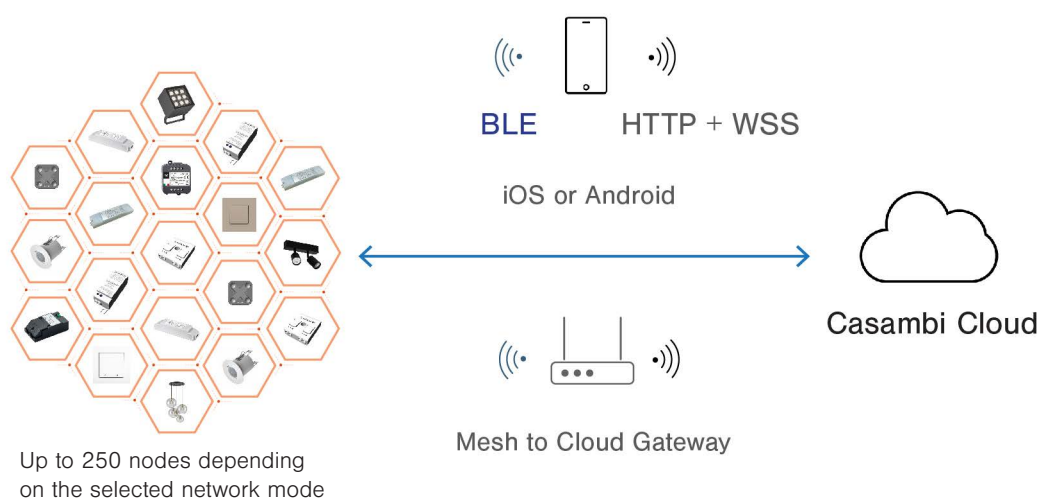 BLE
HTTP + WSS
iOS or Android
Casambi Cloud
Mesh to Cloud Gateway
Up to 250 nodes depending
on the selected network mode